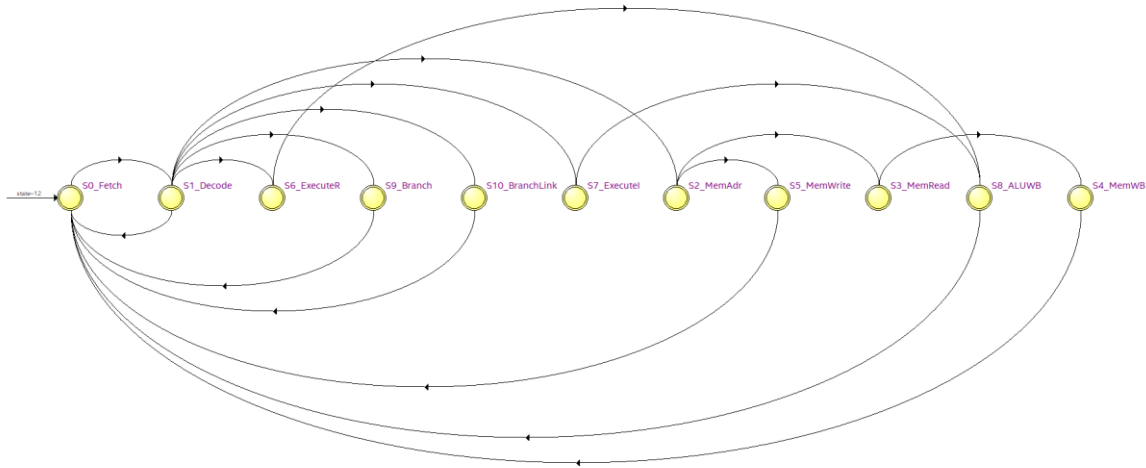 S0_Fetch
S1_Decode
S6_ExecuteR
S9_Branch
S10_BranchLink
S7_ExecuteI
S2_MemAdr
S5_MemWrite
S3_MemRead
S8_ALUWB
S4_MemWB
state~12